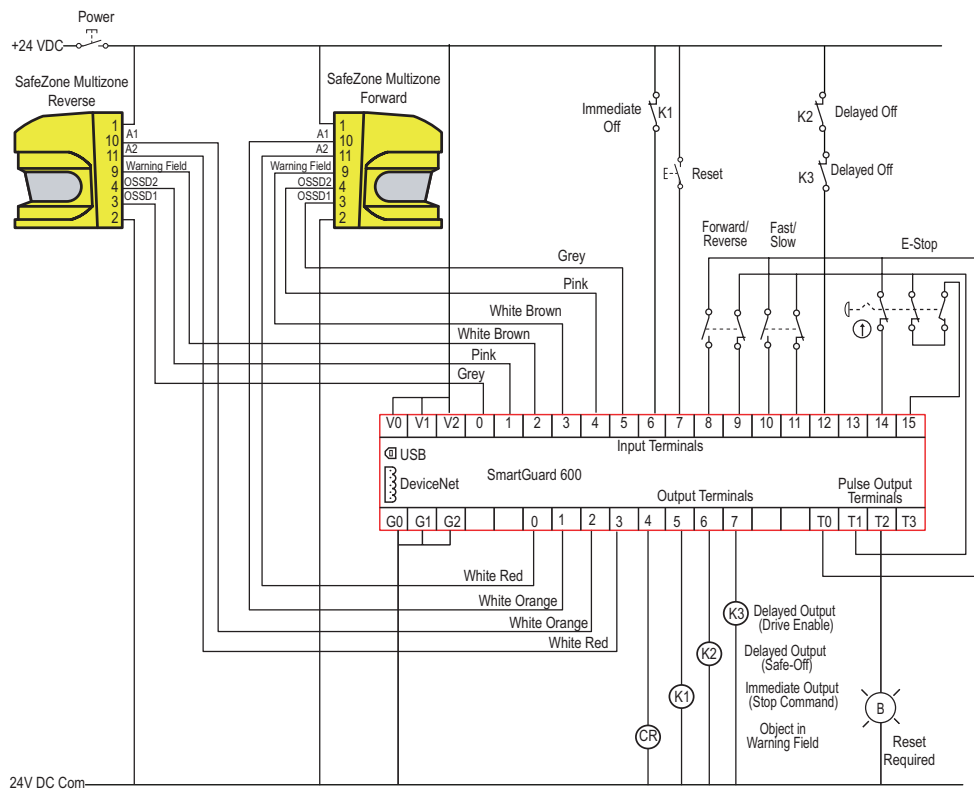 Power
+24 VDC
SafeZone Multizone
Reverse
1
10
11
9
4
3
2
A1
A2
Warning Field
OSSD2
OSSD1
SafeZone Multizone
Forward
A1
A2
Warning Field
OSSD2
OSSD1
1
10
11
9
4
3
2
Immediate
Off
K1
E-
Reset
K2
Delayed Off
K3
Delayed Off
Forward/
Reverse
Fast/
Slow
E-Stop
Grey
Pink
White Brown
White Brown
Pink
Grey
V0 V1 V2 0 1 2 3 4 5 6 7 8 9 10 11 12 13 14 15
Input Terminals
USB
DeviceNet
SmartGuard 600
Output Terminals
Pulse Output
Terminals
G0 G1 G2 0 1 2 3 4 5 6 7 T0 T1 T2 T3
White Red
White Orange
White Orange
White Red
K3
Delayed Output
(Drive Enable)
K2
Delayed Output
(Safe-Off)
K1
Immediate Output
(Stop Command)
CR
Object in
Warning Field
B
Reset
Required
24V DC Com